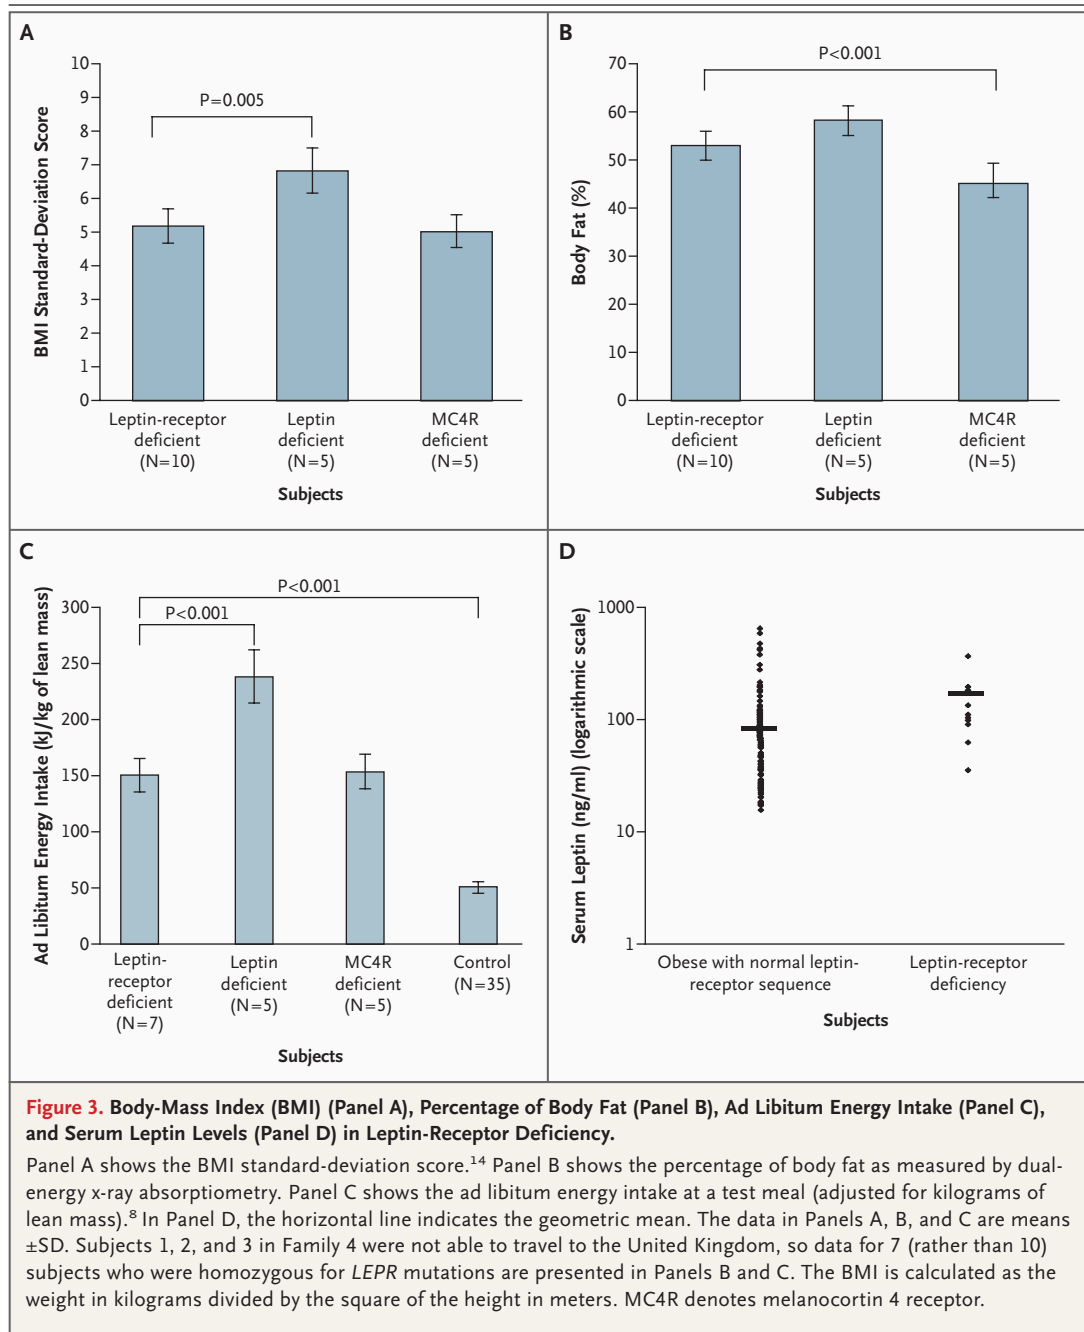 A
BMI Standard-Deviation Score
10
9
8
7
6
5
4
3
2
1
0
P=0.005
Leptin-receptor
deficient
(N=10)
Leptin
deficient
(N=5)
MC4R
deficient
(N=5)
Subjects
B
Body Fat (%)
70
60
50
40
30
20
10
0
P<0.001
Leptin-receptor
deficient
(N=10)
Leptin
deficient
(N=5)
MC4R
deficient
(N=5)
Subjects
C
Ad Libitum Energy Intake (kJ/kg of lean mass)
300
250
200
150
100
50
0
P<0.001
P<0.001
Leptin-
receptor
deficient
(N=7)
Leptin
deficient
(N=5)
MC4R
deficient
(N=5)
Control
(N=35)
Subjects
D
Serum Leptin (ng/ml) (logarithmic scale)
1000
100
10
1
Obese with normal leptin-
receptor sequence
Leptin-receptor
deficiency
Subjects
Figure 3. Body-Mass Index (BMI) (Panel A), Percentage of Body Fat (Panel B), Ad Libitum Energy Intake (Panel C),
and Serum Leptin Levels (Panel D) in Leptin-Receptor Deficiency.
Panel A shows the BMI standard-deviation score.14 Panel B shows the percentage of body fat as measured by dual-
energy x-ray absorptiometry. Panel C shows the ad libitum energy intake at a test meal (adjusted for kilograms of
lean mass).8 In Panel D, the horizontal line indicates the geometric mean. The data in Panels A, B, and C are means
±SD. Subjects 1, 2, and 3 in Family 4 were not able to travel to the United Kingdom, so data for 7 (rather than 10)
subjects who were homozygous for LEPR mutations are presented in Panels B and C. The BMI is calculated as the
weight in kilograms divided by the square of the height in meters. MC4R denotes melanocortin 4 receptor.